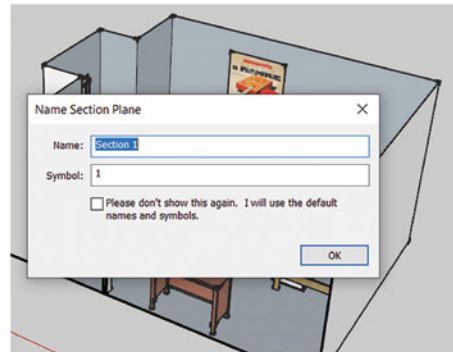 Name Section Plane
Name: Section 1
Symbol: 1
Please don't show this again. I will use the default
names and symbols.
OK